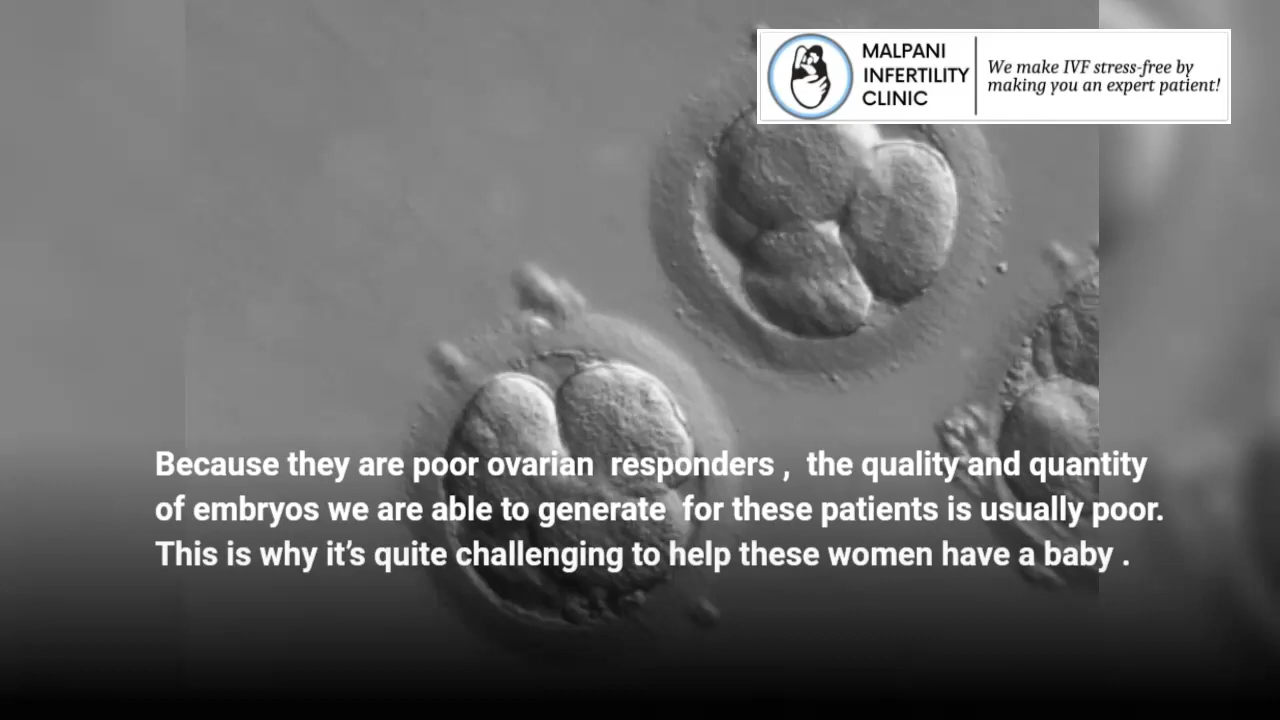 MALPANI
INFERTILITY
CLINIC
We make IVF stress-free by
making you an expert patient!
Because they are poor ovarian responders , the quality and quantity
of embryos we are able to generate for these patients is usually poor.
This is why it’s quite challenging to help these women have a baby .